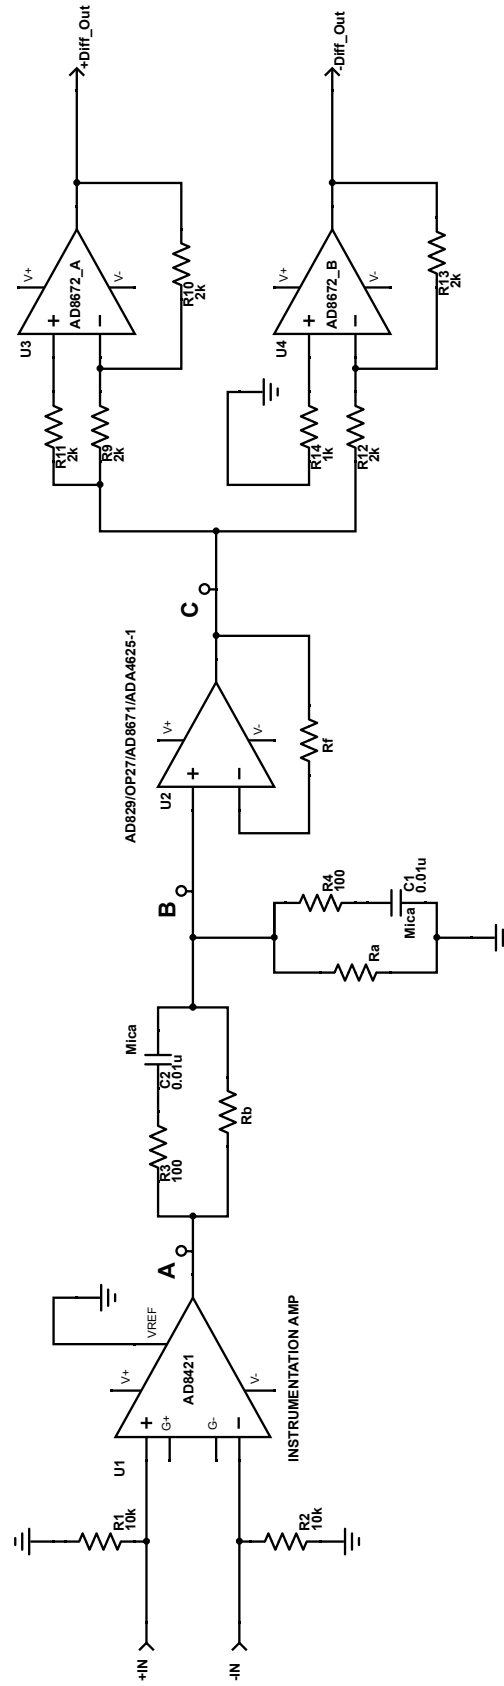 +IN
-IN
R1
10k
R2
10k
U1
+
G+
G-
−
V+
V-
VREF
AD8421
INSTRUMENTATION AMP
A
R3
100
C2
0.01u
Mica
Rb
B
Ra
R4
100
C1
0.01u
Mica
AD829/OP27/AD8671/ADA4625-1
U2
+
−
V+
V-
Rf
C
R11
2k
R9
2k
U3
+
−
AD8672_A
V+
V-
R10
2k
+Diff_Out
R14
1k
R12
2k
U4
+
−
AD8672_B
V+
V-
R13
2k
-Diff_Out